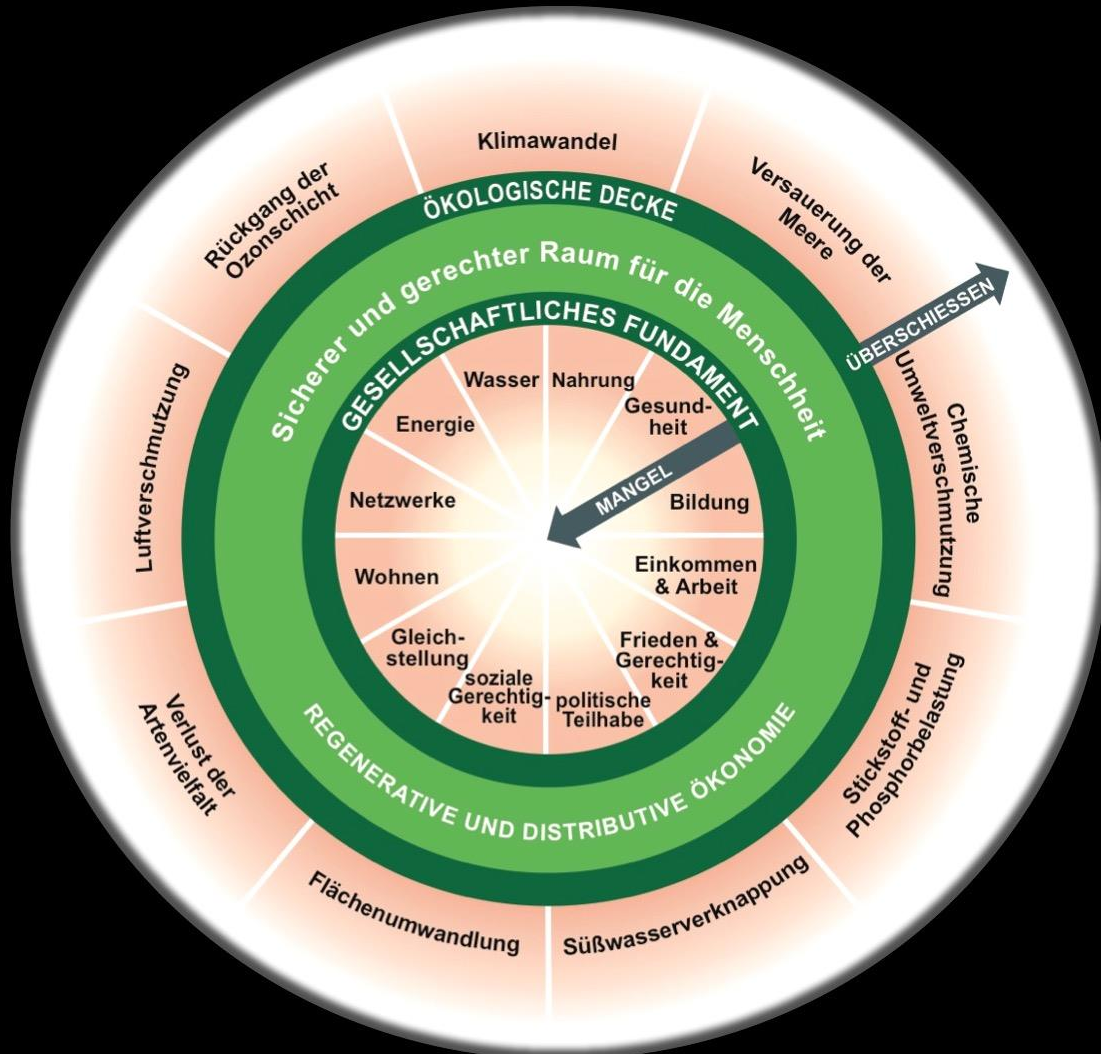 Klimawandel
Versauerung der
Meere
ÜBERSCHIESSEN
Chemische
Umweltverschmutzung
Stickstoff- und
Phosphorbelastung
Süßwasserverknappung
Flächenumwandlung
Verlust der
Artenvielfalt
Luftverschmutzung
Rückgang der
Ozonschicht
ÖKOLOGISCHE DECKE
Sicherer und gerechter Raum für die Menschheit
GESELLSCHAFTLICHES FUNDAMENT
Wasser
Nahrung
Gesund-
heit
MANGEL
Bildung
Einkommen
& Arbeit
Frieden &
Gerechtig-
keit
politische
Teilhabe
soziale
Gerechtig-
keit
Gleich-
stellung
Wohnen
Netzwerke
Energie
REGENERATIVE UND DISTRIBUTIVE ÖKONOMIE